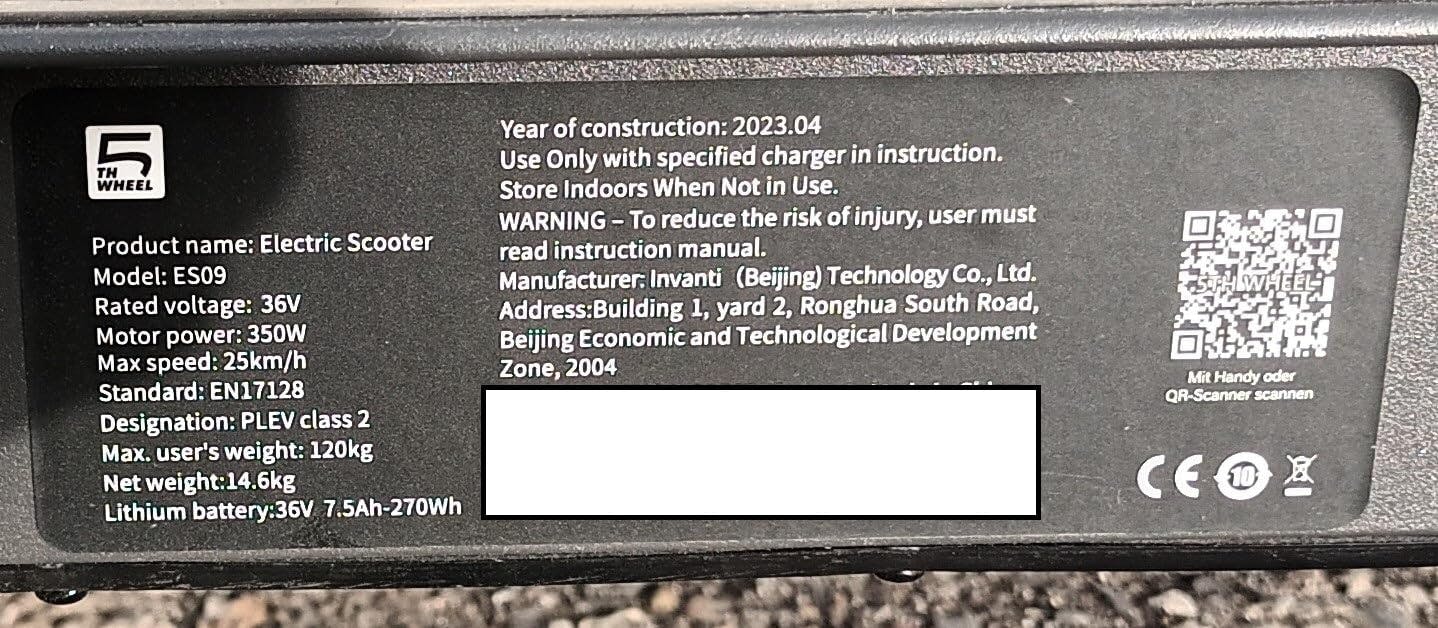 5
TH
WHEEL
Product name: Electric Scooter
Model: ES09
Rated voltage: 36V
Motor power: 350W
Max speed: 25km/h
Standard: EN17128
Designation: PLEV class 2
Max. user's weight: 120kg
Net weight:14.6kg
Lithium battery:36V 7.5Ah-270Wh
Year of construction: 2023.04
Use Only with specified charger in instruction.
Store Indoors When Not in Use.
WARNING – To reduce the risk of injury, user must
read instruction manual.
Manufacturer: Invanti (Beijing) Technology Co., Ltd.
Address:Building 1, yard 2, Ronghua South Road,
Beijing Economic and Technological Development
Zone, 2004
5TH WHEEL
Mit Handy oder
QR-Scanner scannen
CE
10